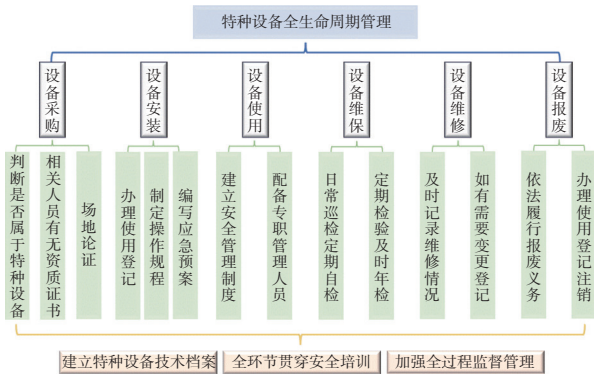 特种设备全生命周期管理
设备采购
设备安装
设备使用
设备维保
设备维修
设备报废
判断是否属于特种设备
相关人员有无资质证书
场地论证
办理使用登记
制定操作规程
编写应急预案
建立安全管理制度
配备专职管理人员
日常巡检定期自检
定期检验及时年检
及时记录维修情况
如有需要变更登记
依法履行报废义务
办理使用登记注销
建立特种设备技术档案
全环节贯穿安全培训
加强全过程监督管理